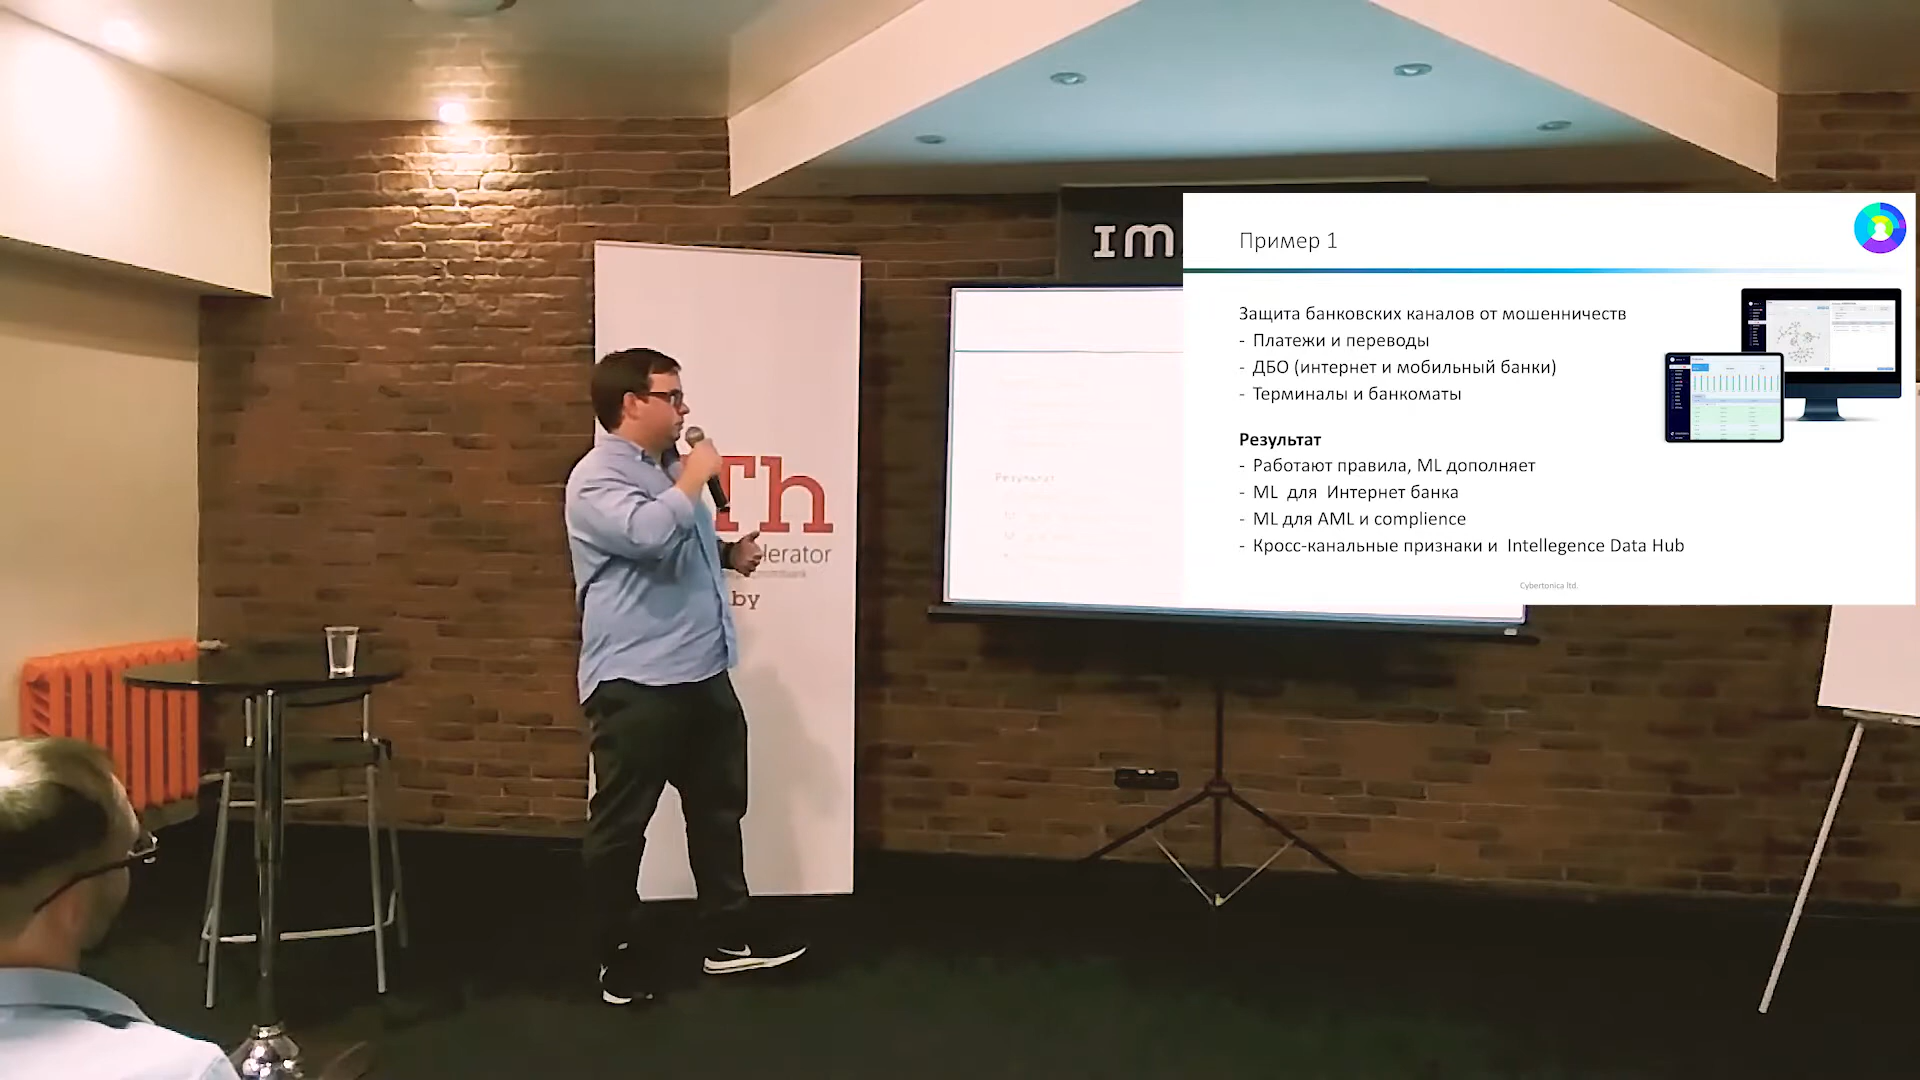 Пример 1
Защита банковских каналов от мошенничеств
- Платежи и переводы
- ДБО (интернет и мобильный банки)
- Терминалы и банкоматы
Результат
- Работают правила, ML дополняет
- ML для Интернет банка
- ML для AML и complience
- Кросс-канальные признаки и Intellegence Data Hub
Cybertonica ltd.
Результат
Th
lerator
by